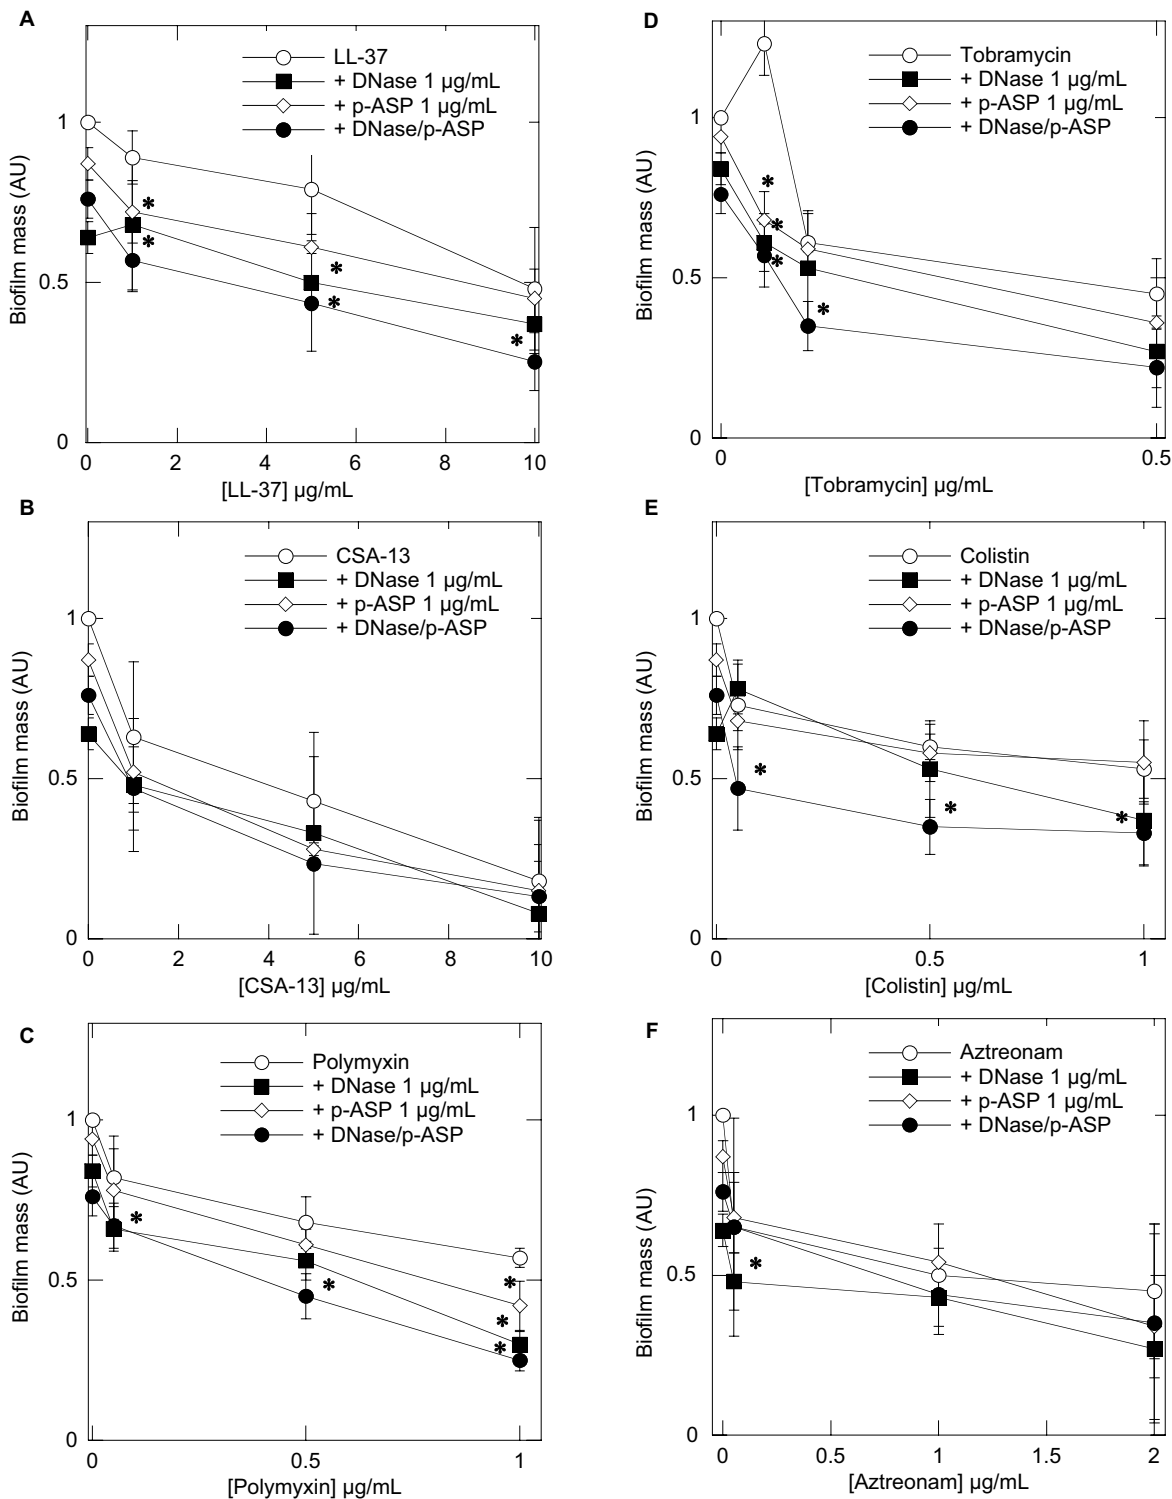 A
LL-37
+ DNase 1 µg/mL
+ p-ASP 1 µg/mL
+ DNase/p-ASP
1
0.5
0
Biofilm mass (AU)
0 2 4 6 8 10
[LL-37] µg/mL
B
CSA-13
+ DNase 1 µg/mL
+ p-ASP 1 µg/mL
+ DNase/p-ASP
1
0.5
0
Biofilm mass (AU)
0 2 4 6 8 10
[CSA-13] µg/mL
C
Polymyxin
+ DNase 1 µg/mL
+ p-ASP 1 µg/mL
+ DNase/p-ASP
1
0.5
0
Biofilm mass (AU)
0 0.5 1
[Polymyxin] µg/mL
D
Tobramycin
+ DNase 1 µg/mL
+ p-ASP 1 µg/mL
+ DNase/p-ASP
1
0.5
0
Biofilm mass (AU)
0 0.5
[Tobramycin] µg/mL
E
Colistin
+ DNase 1 µg/mL
+ p-ASP 1 µg/mL
+ DNase/p-ASP
1
0.5
0
Biofilm mass (AU)
0 0.5 1
[Colistin] µg/mL
F
Aztreonam
+ DNase 1 µg/mL
+ p-ASP 1 µg/mL
+ DNase/p-ASP
1
0.5
0
Biofilm mass (AU)
0 0.5 1 1.5 2
[Aztreonam] µg/mL